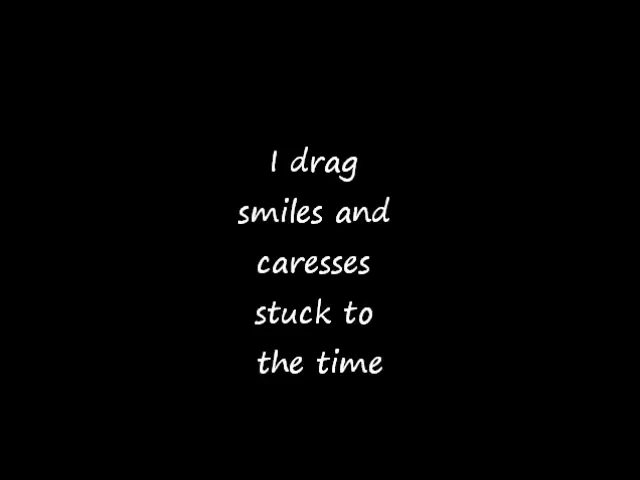 I drag
smiles and
caresses
stuck to
the time